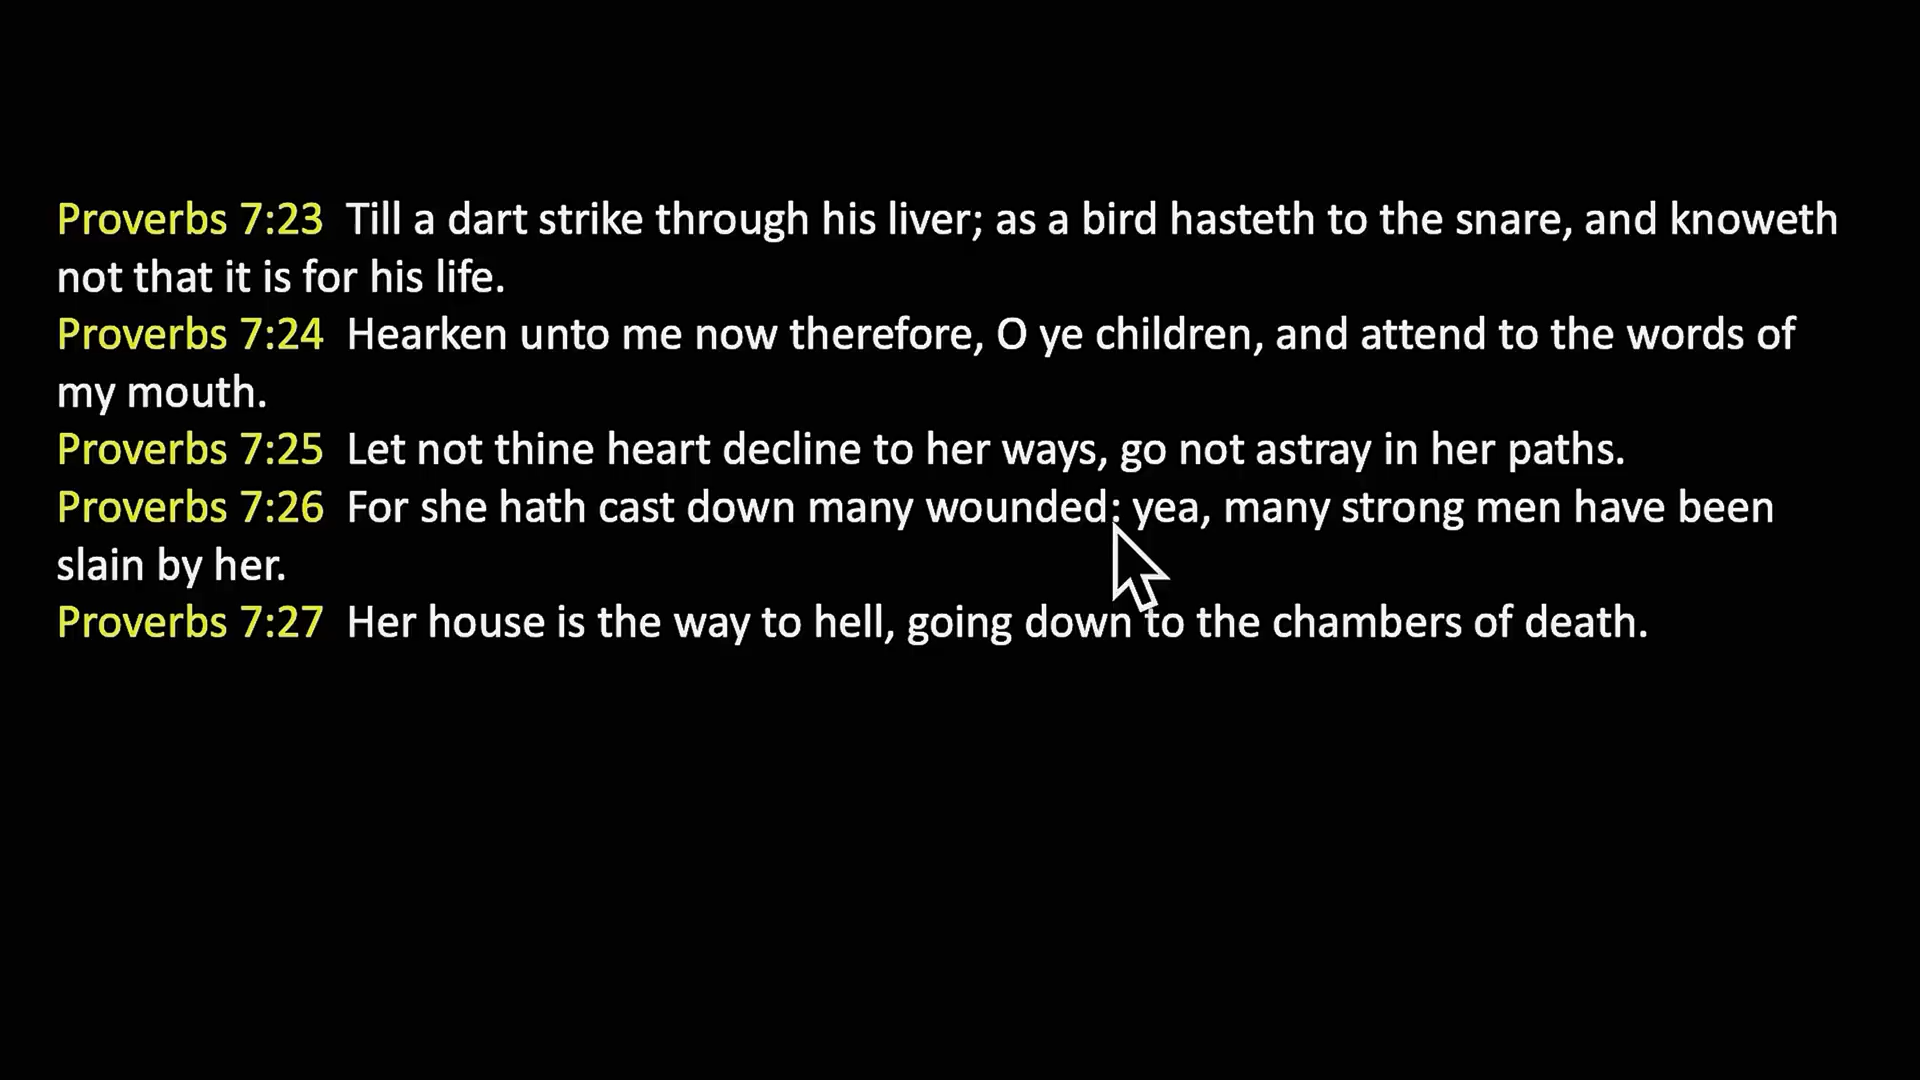 Proverbs 7:23 Till a dart strike through his liver; as a bird hasteth to the snare, and knoweth
not that it is for his life.
Proverbs 7:24 Hearken unto me now therefore, O ye children, and attend to the words of
my mouth.
Proverbs 7:25 Let not thine heart decline to her ways, go not astray in her paths.
Proverbs 7:26 For she hath cast down many wounded: yea, many strong men have been
slain by her.
Proverbs 7:27 Her house is the way to hell, going down to the chambers of death.